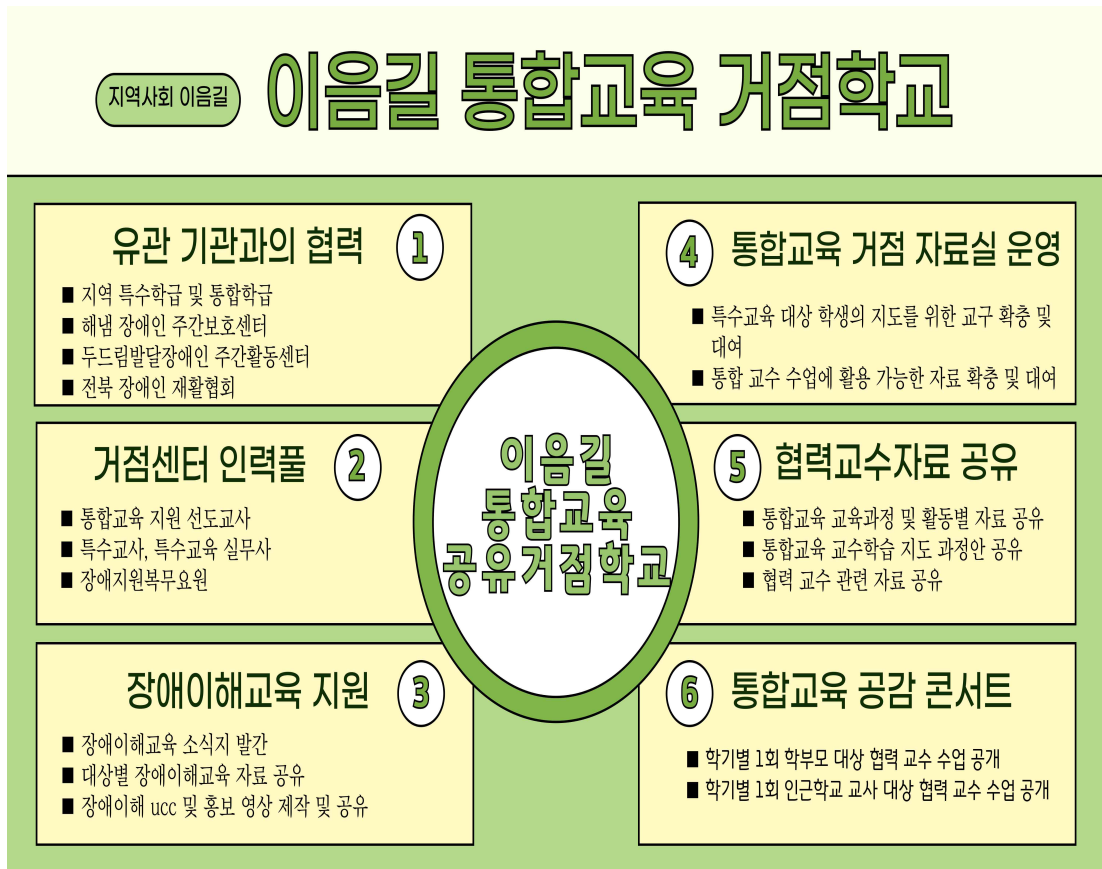 지역사회 이음길
이음길 통합교육 거점학교
유관 기관과의 협력
1
■ 지역 특수학급 및 통합학급
■ 해냄 장애인 주간보호센터
■ 두드림발달장애인 주간활동센터
■ 전북 장애인 재활협회
거점센터 인력풀
2
■ 통합교육 지원 선도교사
■ 특수교사, 특수교육 실무사
■ 장애지원복무요원
장애이해교육 지원
3
■ 장애이해교육 소식지 발간
■ 대상별 장애이해교육 자료 공유
■ 장애이해 ucc 및 홍보 영상 제작 및 공유
이음길
통합교육
공유거점학교
4
통합교육 거점 자료실 운영
■ 특수교육 대상 학생의 지도를 위한 교구 확충 및
대여
■ 통합 교수 수업에 활용 가능한 자료 확충 및 대여
5
협력교수자료 공유
■ 통합교육 교육과정 및 활동별 자료 공유
■ 통합교육 교수학습 지도 과정안 공유
■ 협력 교수 관련 자료 공유
6
통합교육 공감 콘서트
■ 학기별 1회 학부모 대상 협력 교수 수업 공개
■ 학기별 1회 인근학교 교사 대상 협력 교수 수업 공개